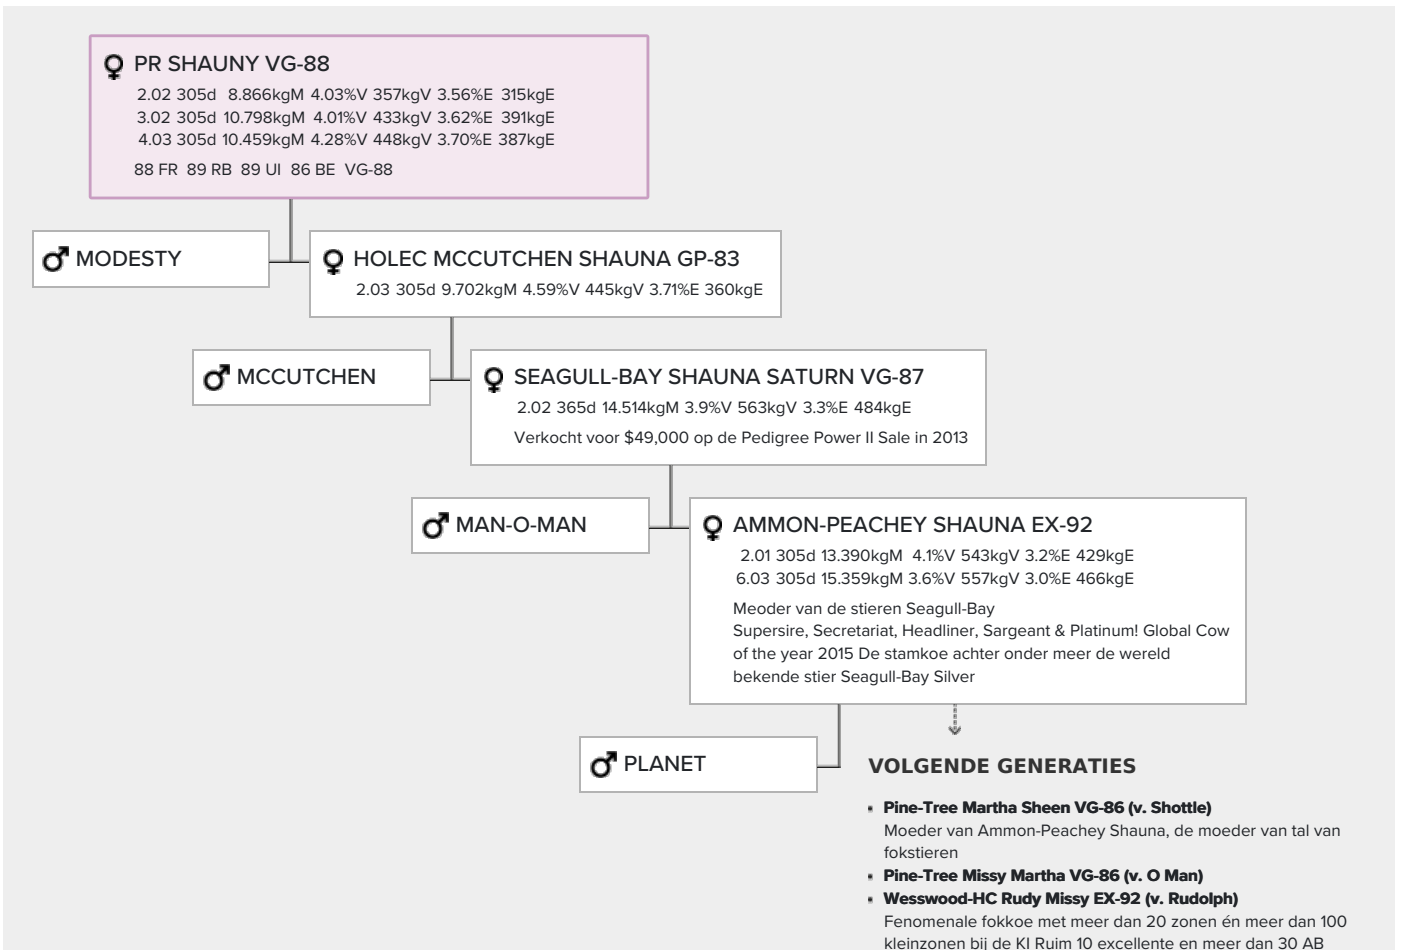 PR SHAUNY VG-88
2.02 305d 8.866kgM 4.03%V 357kgV 3.56%E 315kgE
3.02 305d 10.798kgM 4.01%V 433kgV 3.62%E 391kgE
4.03 305d 10.459kgM 4.28%V 448kgV 3.70%E 387kgE
88 FR 89 RB 89 UI 86 BE VG-88
MODESTY
HOLEC MCCUTCHEN SHAUNA GP-83
2.03 305d 9.702kgM 4.59%V 445kgV 3.71%E 360kgE
MCCUTCHEN
SEAGULL-BAY SHAUNA SATURN VG-87
2.02 365d 14.514kgM 3.9%V 563kgV 3.3%E 484kgE
Verkocht voor $49,000 op de Pedigree Power II Sale in 2013
MAN-O-MAN
AMMON-PEACHEY SHAUNA EX-92
2.01 305d 13.390kgM 4.1%V 543kgV 3.2%E 429kgE
6.03 305d 15.359kgM 3.6%V 557kgV 3.0%E 466kgE
Meoder van de stieren Seagull-Bay
Supersire, Secretariat, Headliner, Sargeant & Platinum! Global Cow
of the year 2015 De stamkoe achter onder meer de wereld
bekende stier Seagull-Bay Silver
PLANET
VOLGENDE GENERATIES
Pine-Tree Martha Sheen VG-86 (v. Shottle)
Moeder van Ammon-Peachey Shauna, de moeder van tal van
fokstieren
Pine-Tree Missy Martha VG-86 (v. O Man)
Wesswood-HC Rudy Missy EX-92 (v. Rudolph)
Fenomenale fokkoe met meer dan 20 zonen én meer dan 100
kleinzonen bij de KI Ruim 10 excellente en meer dan 30 AB